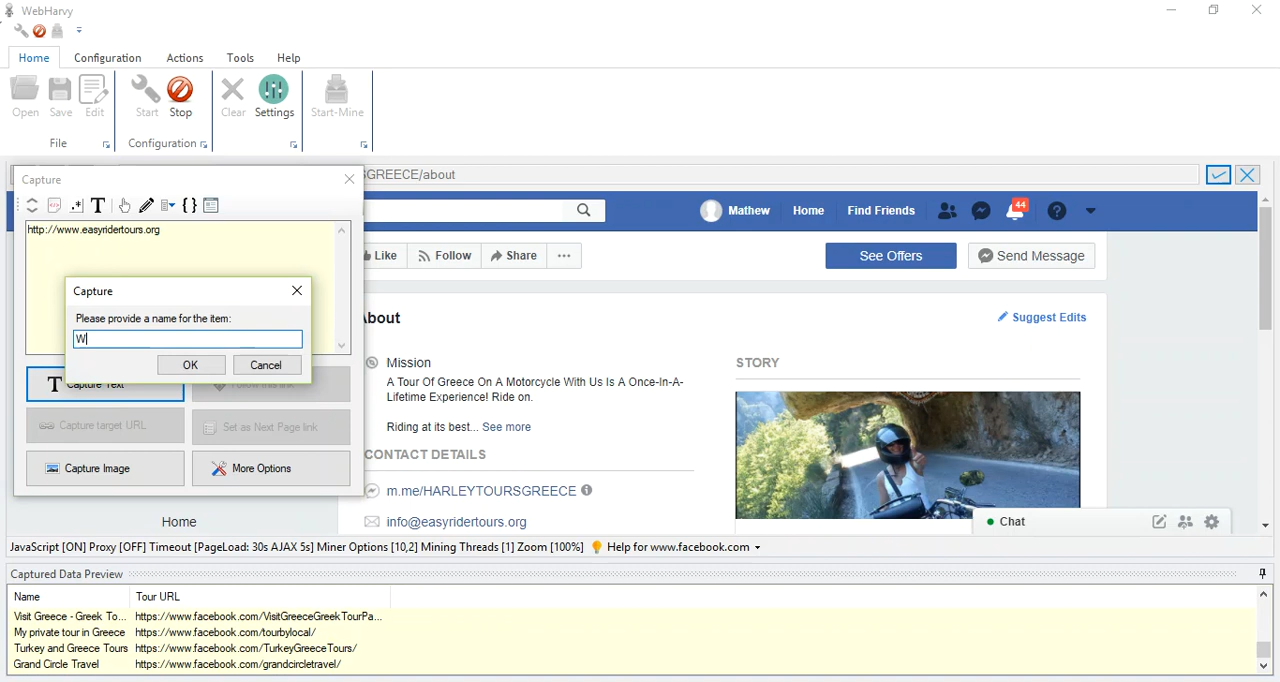 WebHarvy
Home Configuration Actions Tools Help
Open Save Edit Start Stop Clear Settings Start-Mine
File Configuration
Capture
GREECE/about
http://www.easyridertours.org
44
Mathew Home Find Friends
Like Follow Share ...
See Offers Send Message
Capture
Please provide a name for the item:
W
OK Cancel
About
Suggest Edits
Mission
A Tour Of Greece On A Motorcycle With Us Is A Once-In-A-
Lifetime Experience! Ride on.
Riding at its best... See more
STORY
CONTACT DETAILS
m.me/HARLEYTOURSGREECE
info@easyridertours.org
T Capture Text Follow this link
Capture target URL Set as Next Page link
Capture Image More Options
Home
Chat
JavaScript [ON] Proxy [OFF] Timeout [PageLoad: 30s AJAX 5s] Miner Options [10,2] Mining Threads [1] Zoom [100%] Help for www.facebook.com
Captured Data Preview
Name Tour URL
Visit Greece - Greek To... https://www.facebook.com/VisitGreeceGreekTourPa...
My private tour in Greece https://www.facebook.com/tourbylocal/
Turkey and Greece Tours https://www.facebook.com/TurkeyGreeceTours/
Grand Circle Travel https://www.facebook.com/grandcircletravel/